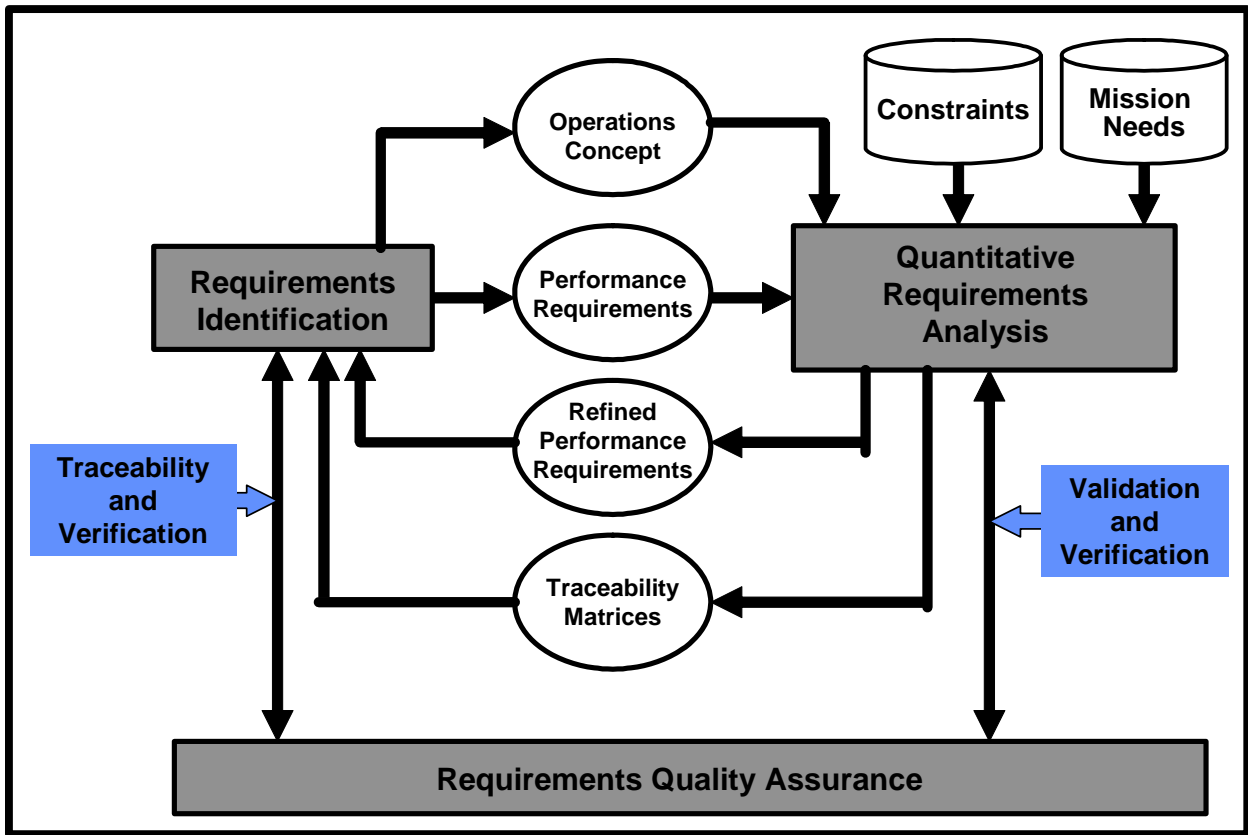 Operations
Concept
Constraints
Mission
Needs
Requirements
Identification
Performance
Requirements
Quantitative
Requirements
Analysis
Refined
Performance
Requirements
Traceability
and
Verification
Validation
and
Verification
Traceability
Matrices
Requirements Quality Assurance